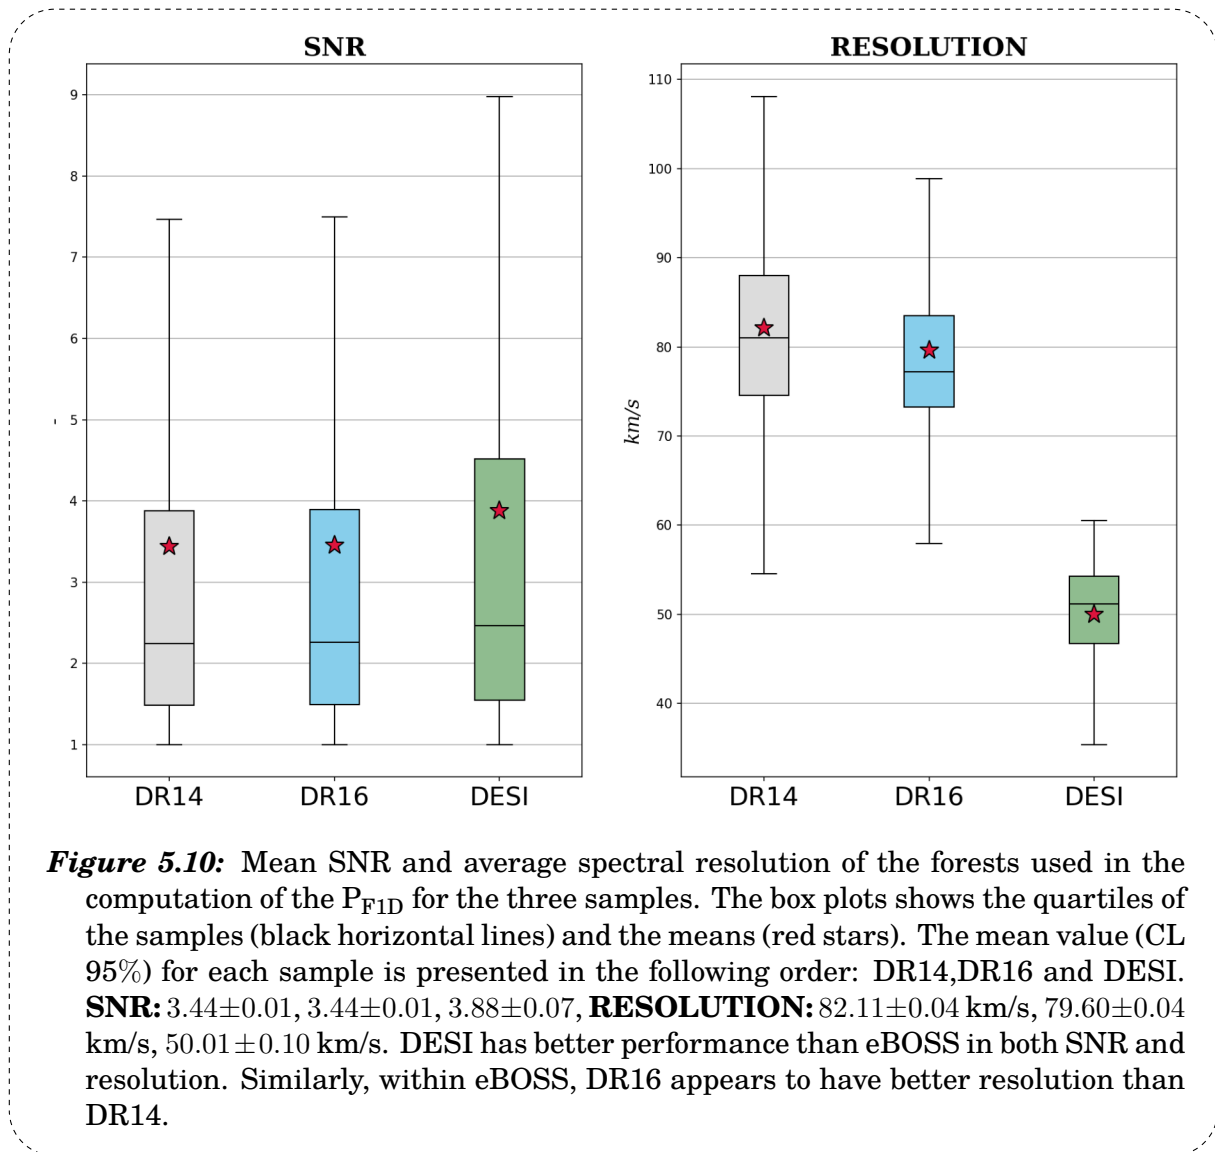 SNR
9
8
7
6
5
-
4
3
2
1
DR14 DR16 DESI
RESOLUTION
110
100
90
80
km/s
70
60
50
40
DR14 DR16 DESI
Figure 5.10: Mean SNR and average spectral resolution of the forests used in the
computation of the P_F1D for the three samples. The box plots shows the quartiles of
the samples (black horizontal lines) and the means (red stars). The mean value (CL
95%) for each sample is presented in the following order: DR14,DR16 and DESI.
SNR: 3.44±0.01, 3.44±0.01, 3.88±0.07, RESOLUTION: 82.11±0.04 km/s, 79.60±0.04
km/s, 50.01±0.10 km/s. DESI has better performance than eBOSS in both SNR and
resolution. Similarly, within eBOSS, DR16 appears to have better resolution than
DR14.